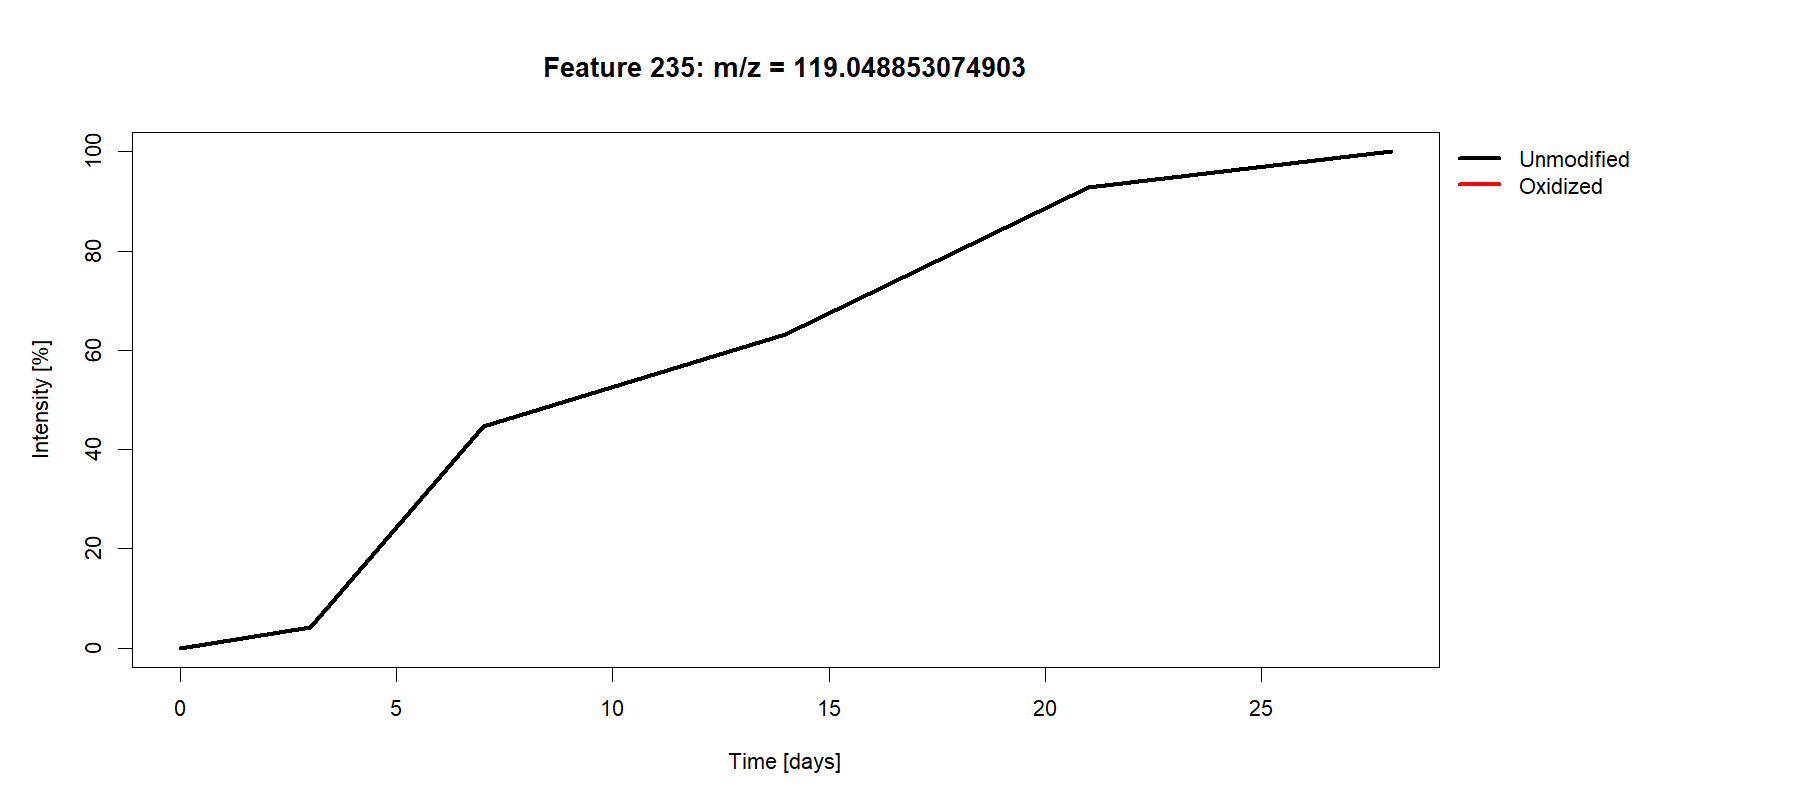 Feature 235: m/z = 119.048853074903
Unmodified
Oxidized
Intensity [%]
100
80
60
40
20
0
0 5 10 15 20 25
Time [days]